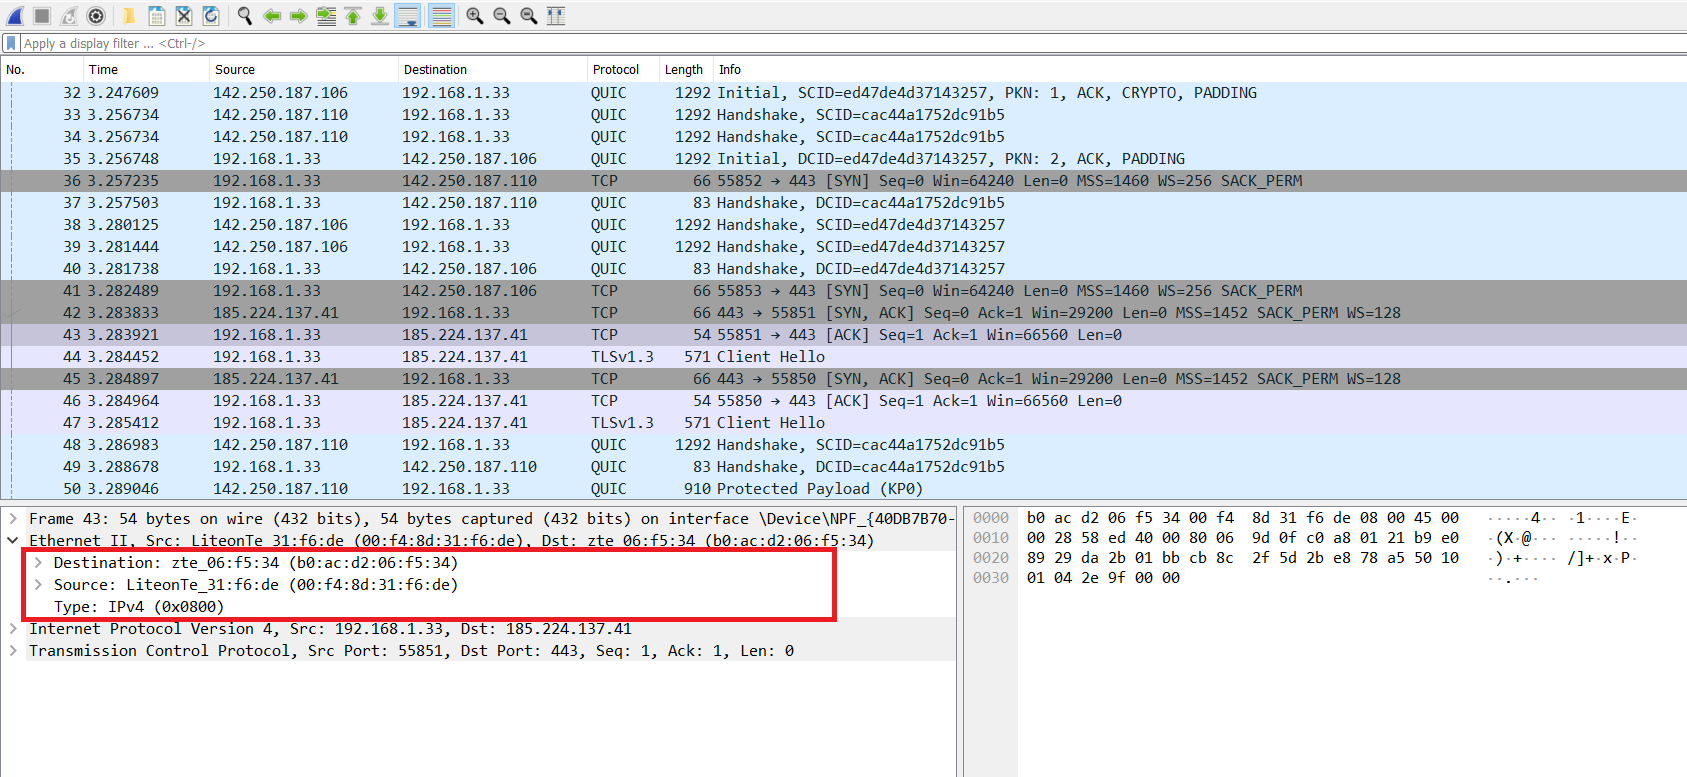 Apply a display filter ... <Ctrl-/>
No. Time Source Destination Protocol Length Info
32 3.247609 142.250.187.106 192.168.1.33 QUIC 1292 Initial, SCID=ed47de4d37143257, PKN: 1, ACK, CRYPTO, PADDING
33 3.256734 142.250.187.110 192.168.1.33 QUIC 1292 Handshake, SCID=cac44a1752dc91b5
34 3.256734 142.250.187.110 192.168.1.33 QUIC 1292 Handshake, SCID=cac44a1752dc91b5
35 3.256748 192.168.1.33 142.250.187.106 QUIC 1292 Initial, DCID=ed47de4d37143257, PKN: 2, ACK, PADDING
36 3.257235 192.168.1.33 142.250.187.110 TCP 66 55852 → 443 [SYN] Seq=0 Win=64240 Len=0 MSS=1460 WS=256 SACK_PERM
37 3.257503 192.168.1.33 142.250.187.110 QUIC 83 Handshake, DCID=cac44a1752dc91b5
38 3.280125 142.250.187.106 192.168.1.33 QUIC 1292 Handshake, SCID=ed47de4d37143257
39 3.281444 142.250.187.106 192.168.1.33 QUIC 1292 Handshake, SCID=ed47de4d37143257
40 3.281738 192.168.1.33 142.250.187.106 QUIC 83 Handshake, DCID=ed47de4d37143257
41 3.282489 192.168.1.33 142.250.187.106 TCP 66 55853 → 443 [SYN] Seq=0 Win=64240 Len=0 MSS=1460 WS=256 SACK_PERM
42 3.283833 185.224.137.41 192.168.1.33 TCP 66 443 → 55851 [SYN, ACK] Seq=0 Ack=1 Win=29200 Len=0 MSS=1452 SACK_PERM WS=128
43 3.283921 192.168.1.33 185.224.137.41 TCP 54 55851 → 443 [ACK] Seq=1 Ack=1 Win=66560 Len=0
44 3.284452 192.168.1.33 185.224.137.41 TLSv1.3 571 Client Hello
45 3.284897 185.224.137.41 192.168.1.33 TCP 66 443 → 55850 [SYN, ACK] Seq=0 Ack=1 Win=29200 Len=0 MSS=1452 SACK_PERM WS=128
46 3.284964 192.168.1.33 185.224.137.41 TCP 54 55850 → 443 [ACK] Seq=1 Ack=1 Win=66560 Len=0
47 3.285412 192.168.1.33 185.224.137.41 TLSv1.3 571 Client Hello
48 3.286983 142.250.187.110 192.168.1.33 QUIC 1292 Handshake, SCID=cac44a1752dc91b5
49 3.288678 192.168.1.33 142.250.187.110 QUIC 83 Handshake, DCID=cac44a1752dc91b5
50 3.289046 142.250.187.110 192.168.1.33 QUIC 910 Protected Payload (KP0)
Frame 43: 54 bytes on wire (432 bits), 54 bytes captured (432 bits) on interface \Device\NPF_{40DB7B70-
Ethernet II, Src: LiteonTe_31:f6:de (00:f4:8d:31:f6:de), Dst: zte_06:f5:34 (b0:ac:d2:06:f5:34)
Destination: zte_06:f5:34 (b0:ac:d2:06:f5:34)
Source: LiteonTe_31:f6:de (00:f4:8d:31:f6:de)
Type: IPv4 (0x0800)
Internet Protocol Version 4, Src: 192.168.1.33, Dst: 185.224.137.41
Transmission Control Protocol, Src Port: 55851, Dst Port: 443, Seq: 1, Ack: 1, Len: 0
0000 b0 ac d2 06 f5 34 00 f4 8d 31 f6 de 08 00 45 00 ·····4·· ·1····E·
0010 00 28 58 ed 40 00 80 06 9d 0f c0 a8 01 21 b9 e0 ·(X·@··· ·····!··
0020 89 29 da 2b 01 bb cb 8c 2f 5d 2b e8 78 a5 50 10 ·)·+···· /]+·x·P·
0030 01 04 2e 9f 00 00 ··.···